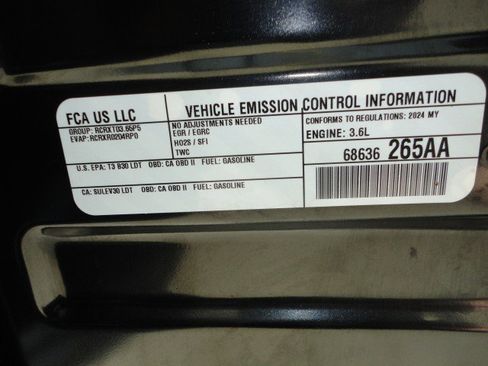 FCA US LLC
GROUP: RCRXT03.65P5
EVAP: RCRXR0204RP0
VEHICLE EMISSION CONTROL INFORMATION
NO ADJUSTMENTS NEEDED
EGR / EGRC
HO2S / SFI
TWC
CONFORMS TO REGULATIONS: 2024 MY
ENGINE: 3.6L
68636 265AA
U.S. EPA: T3 B30 LDT OBD: CA OBD II FUEL: GASOLINE
CA: SULEV30 LDT OBD: CA OBD II FUEL: GASOLINE